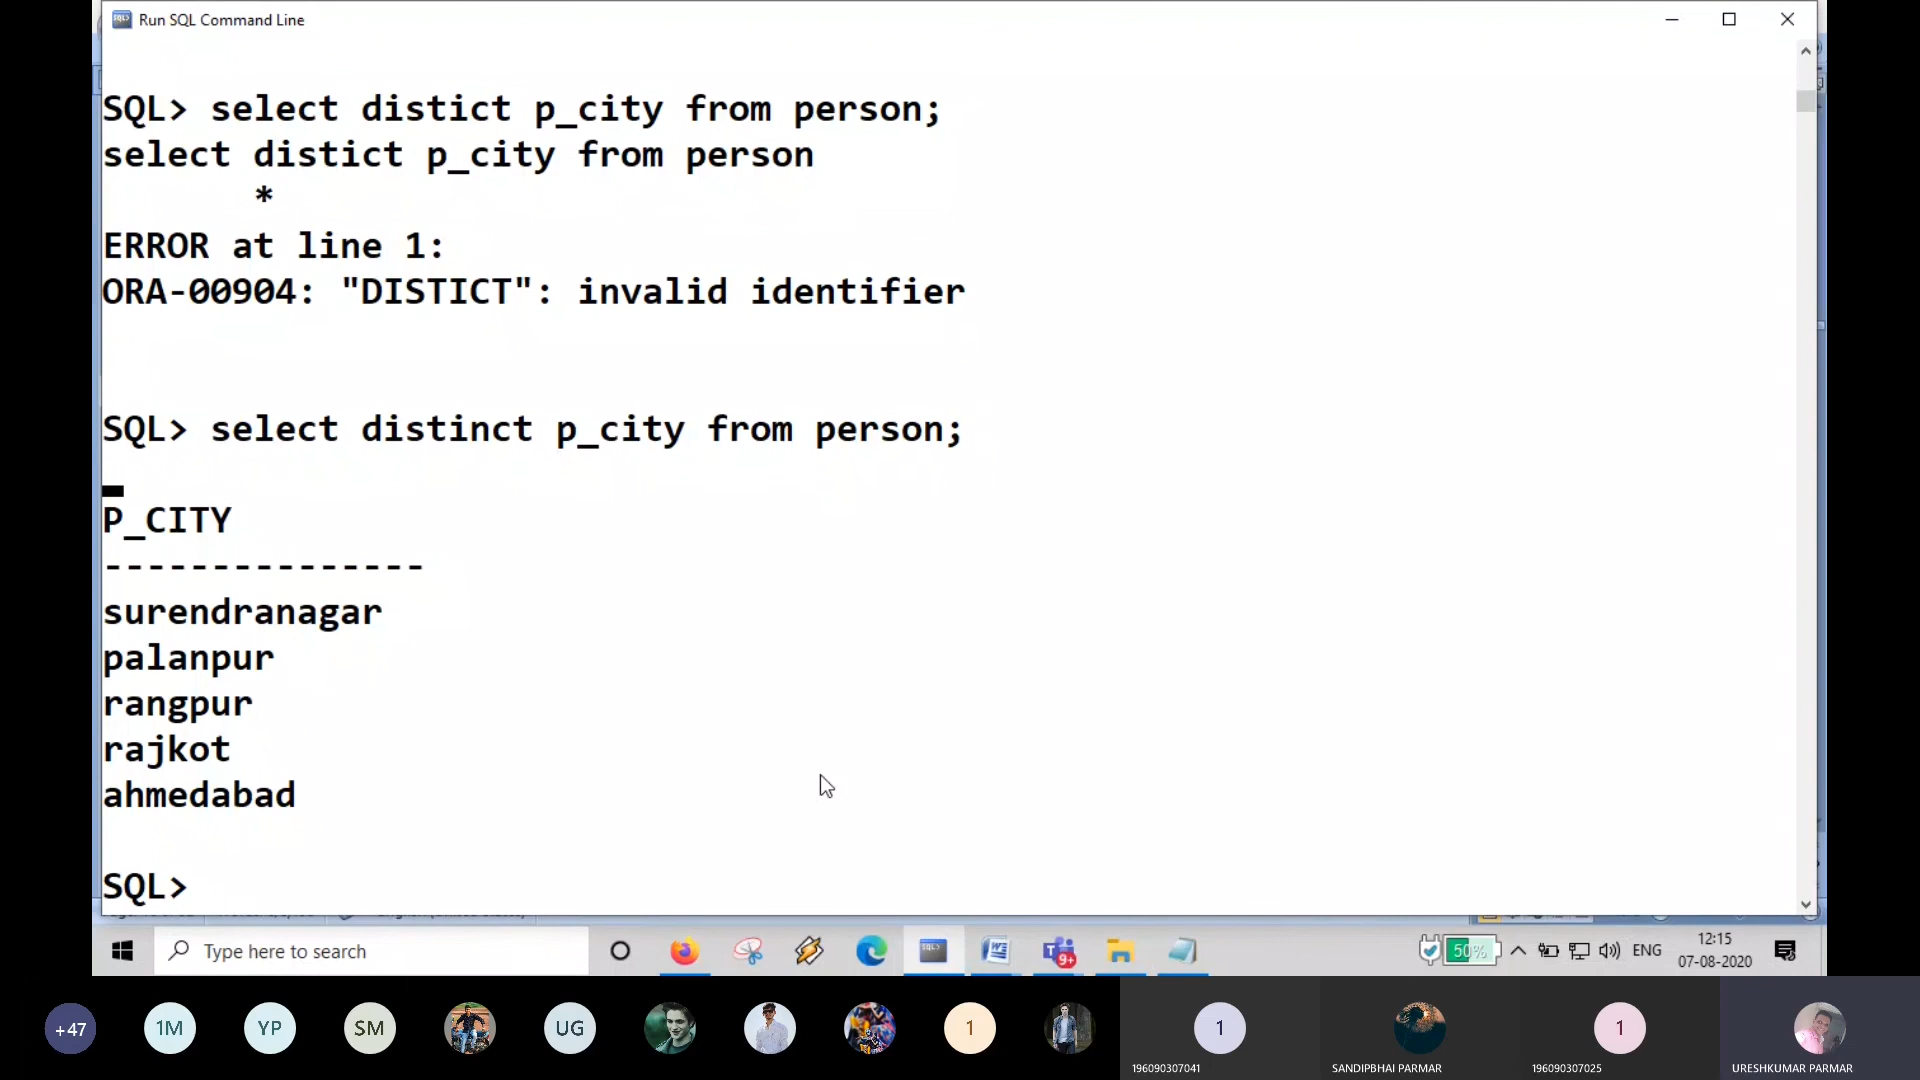 Run SQL Command Line
SQL> select distict p_city from person;
select distict p_city from person
*
ERROR at line 1:
ORA-00904: "DISTICT": invalid identifier
SQL> select distinct p_city from person;
P_CITY
---------------
surendranagar
palanpur
rangpur
rajkot
ahmedabad
SQL>
Type here to search
9+
50%
ENG
12:15
07-08-2020
+47
1M
YP
SM
UG
1
1
1
196090307041
SANDIPBHAI PARMAR
196090307025
URESHKUMAR PARMAR